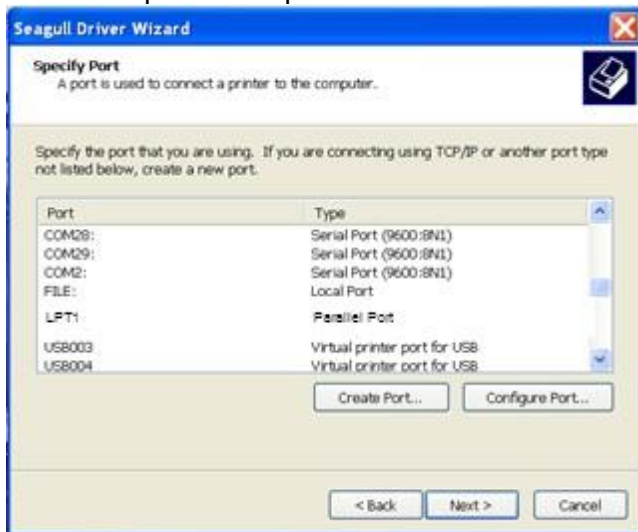 Seagull Driver Wizard
Specify Port
A port is used to connect a printer to the computer.
Specify the port that you are using. If you are connecting using TCP/IP or another port type
not listed below, create a new port.
Port Type
COM28: Serial Port (9600:8N1)
COM29: Serial Port (9600:8N1)
COM2: Serial Port (9600:8N1)
FILE: Local Port
LPT1 Parallel Port
USB003 Virtual printer port for USB
USB004 Virtual printer port for USB
Create Port... Configure Port...
< Back Next > Cancel